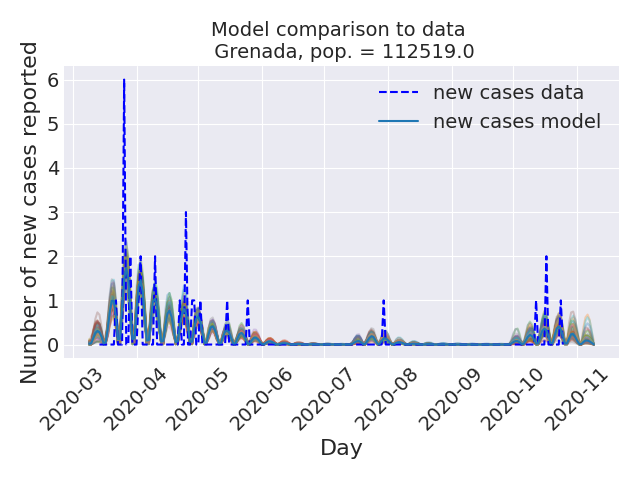 Model comparison to data
Grenada, pop. = 112519.0
Number of new cases reported
6
5
4
3
2
1
0
new cases data
new cases model
2020-03
2020-04
2020-05
2020-06
2020-07
2020-08
2020-09
2020-10
2020-11
Day